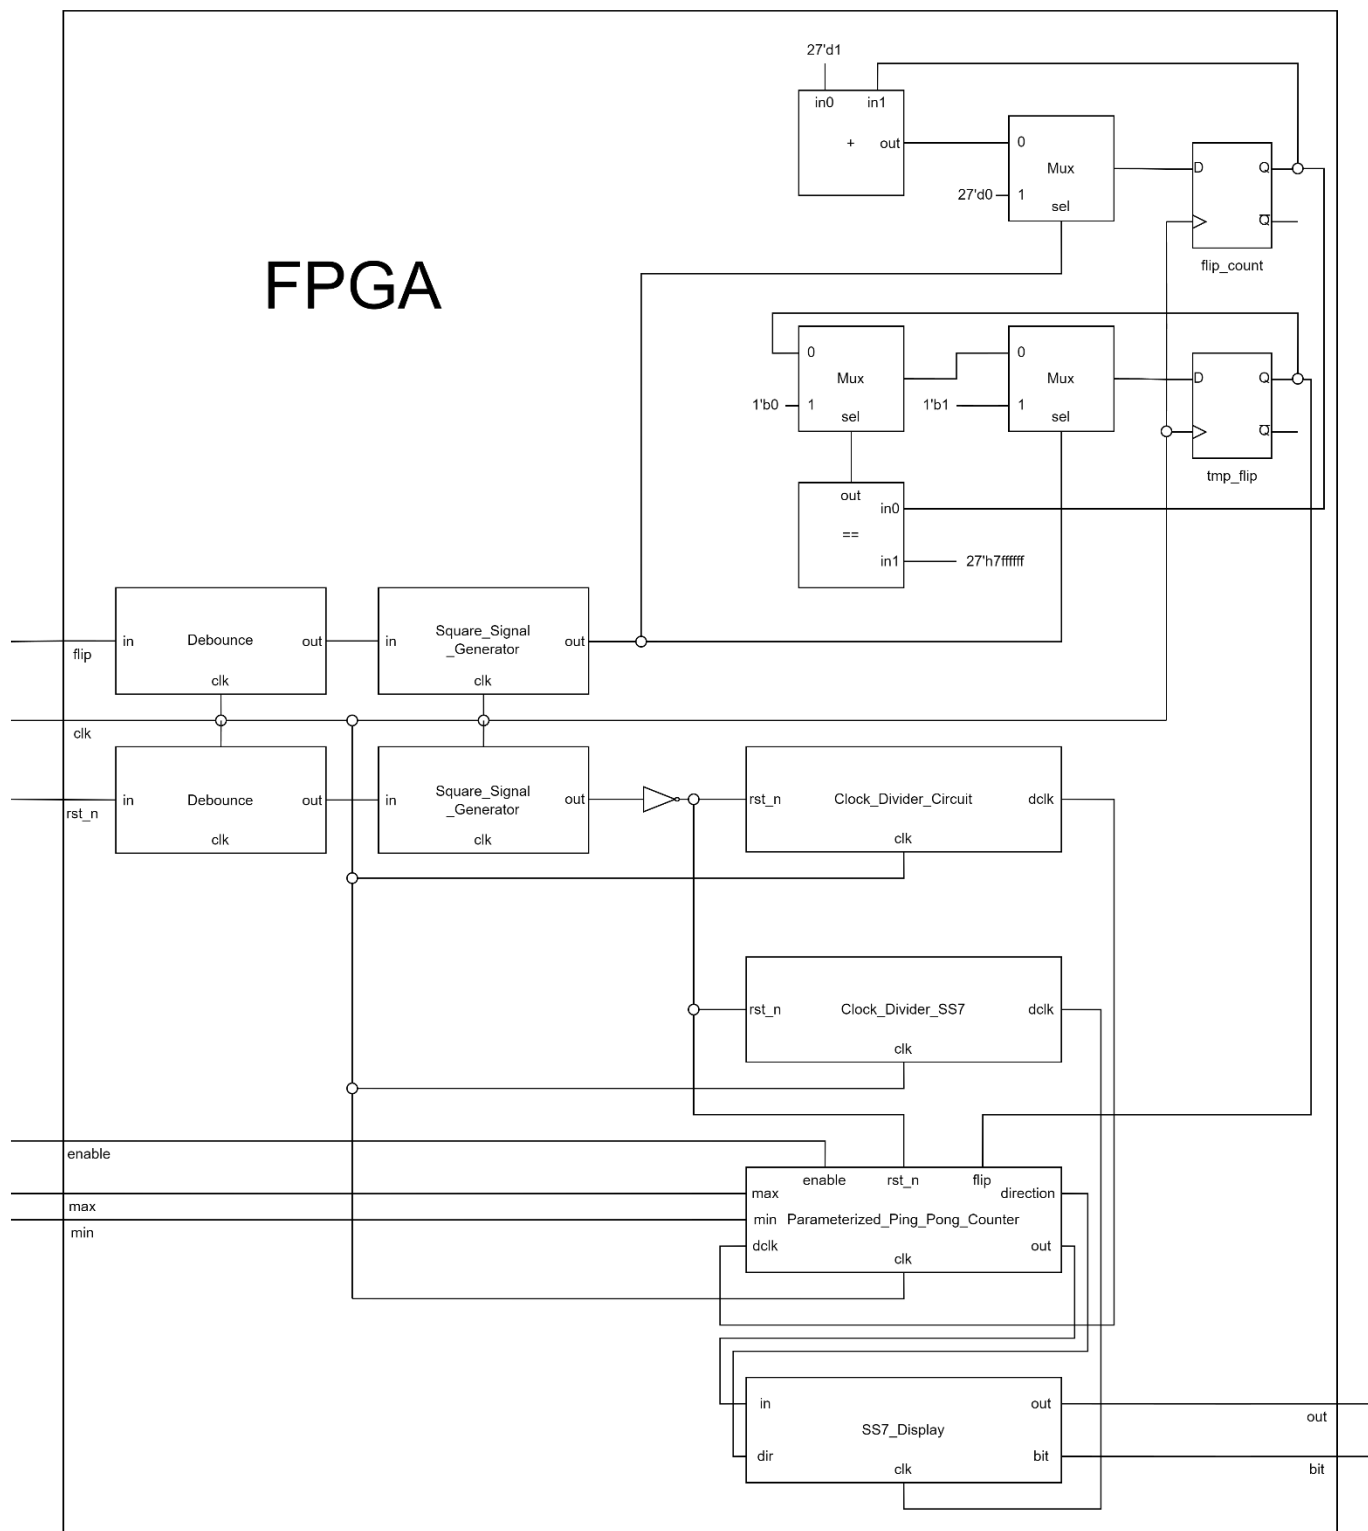 27'd1
in0
in1
+
out
0
Mux
27'd0
1
sel
D
Q
Q
flip_count
FPGA
0
Mux
1'b0
1
sel
0
Mux
1'b1
1
sel
D
Q
Q
tmp_flip
out
in0
==
in1
27'h7ffffff
in
Debounce
out
clk
flip
in
Square_Signal
_Generator
out
clk
clk
in
Debounce
out
clk
rst_n
in
Square_Signal
_Generator
out
clk
rst_n
Clock_Divider_Circuit
dclk
clk
rst_n
Clock_Divider_SS7
dclk
clk
enable
max
min
enable
rst_n
flip
max
direction
min
Parameterized_Ping_Pong_Counter
dclk
out
clk
in
out
SS7_Display
dir
bit
clk
out
bit